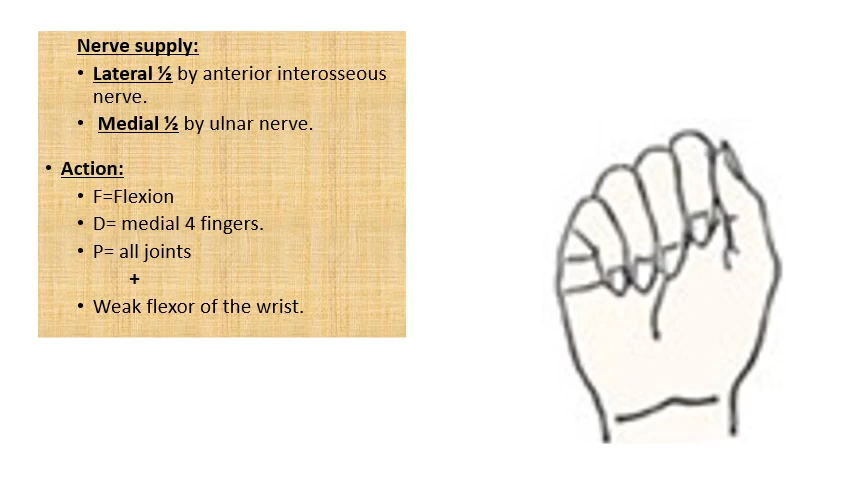 Nerve supply:
• Lateral ½ by anterior interosseous
nerve.
• Medial ½ by ulnar nerve.
• Action:
• F=Flexion
• D= medial 4 fingers.
• P= all joints
+
• Weak flexor of the wrist.